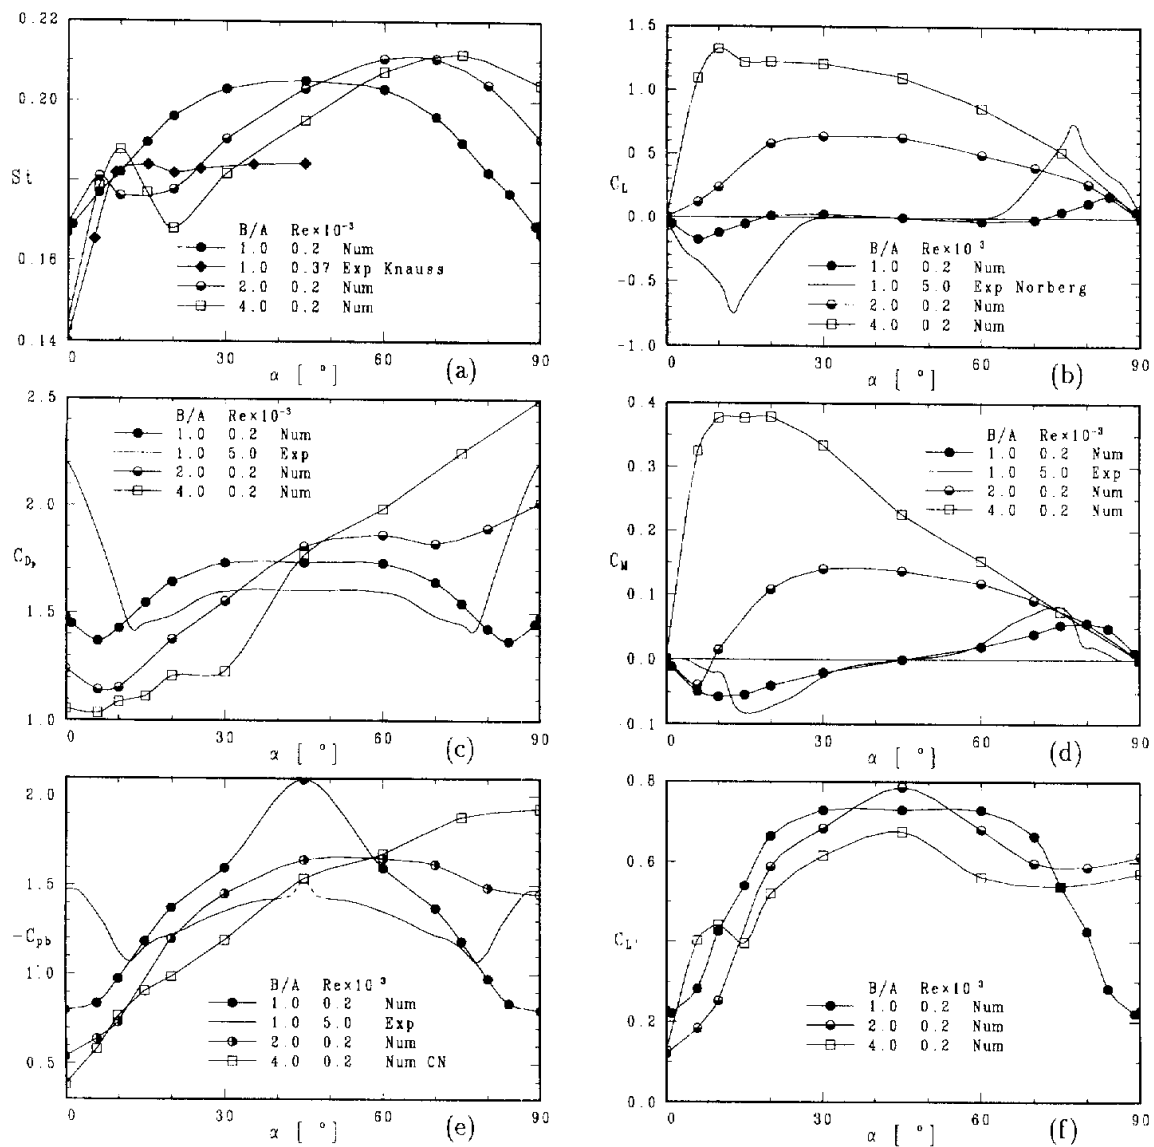 0.22
0.20
St
0.16
0.14
B/A Re×10⁻³
1.0 0.2 Num
1.0 0.37 Exp Knauss
2.0 0.2 Num
4.0 0.2 Num
0 30 60 90
α [ °]
(a)
1.5
1.0
0.5
C_L
0.0
-0.5
-1.0
B/A Re×10⁻³
1.0 0.2 Num
1.0 5.0 Exp Norberg
2.0 0.2 Num
4.0 0.2 Num
0 30 60 90
α [ °]
(b)
2.5
2.0
C_Dp
1.5
1.0
B/A Re×10⁻³
1.0 0.2 Num
1.0 5.0 Exp
2.0 0.2 Num
4.0 0.2 Num
0 30 60 90
α [ °]
(c)
0.4
0.3
0.2
C_M
0.1
0.0
-0.1
B/A Re×10⁻³
1.0 0.2 Num
1.0 5.0 Exp
2.0 0.2 Num
4.0 0.2 Num
0 30 60 90
α [ °]
(d)
2.0
1.5
-C_pb
1.0
0.5
B/A Re×10⁻³
1.0 0.2 Num
1.0 5.0 Exp
2.0 0.2 Num
4.0 0.2 Num CN
0 30 60 90
α [ °]
(e)
0.8
0.6
C_L'
0.4
0.2
0.0
B/A Re×10⁻³
1.0 0.2 Num
2.0 0.2 Num
4.0 0.2 Num
0 30 60 90
α [ °]
(f)